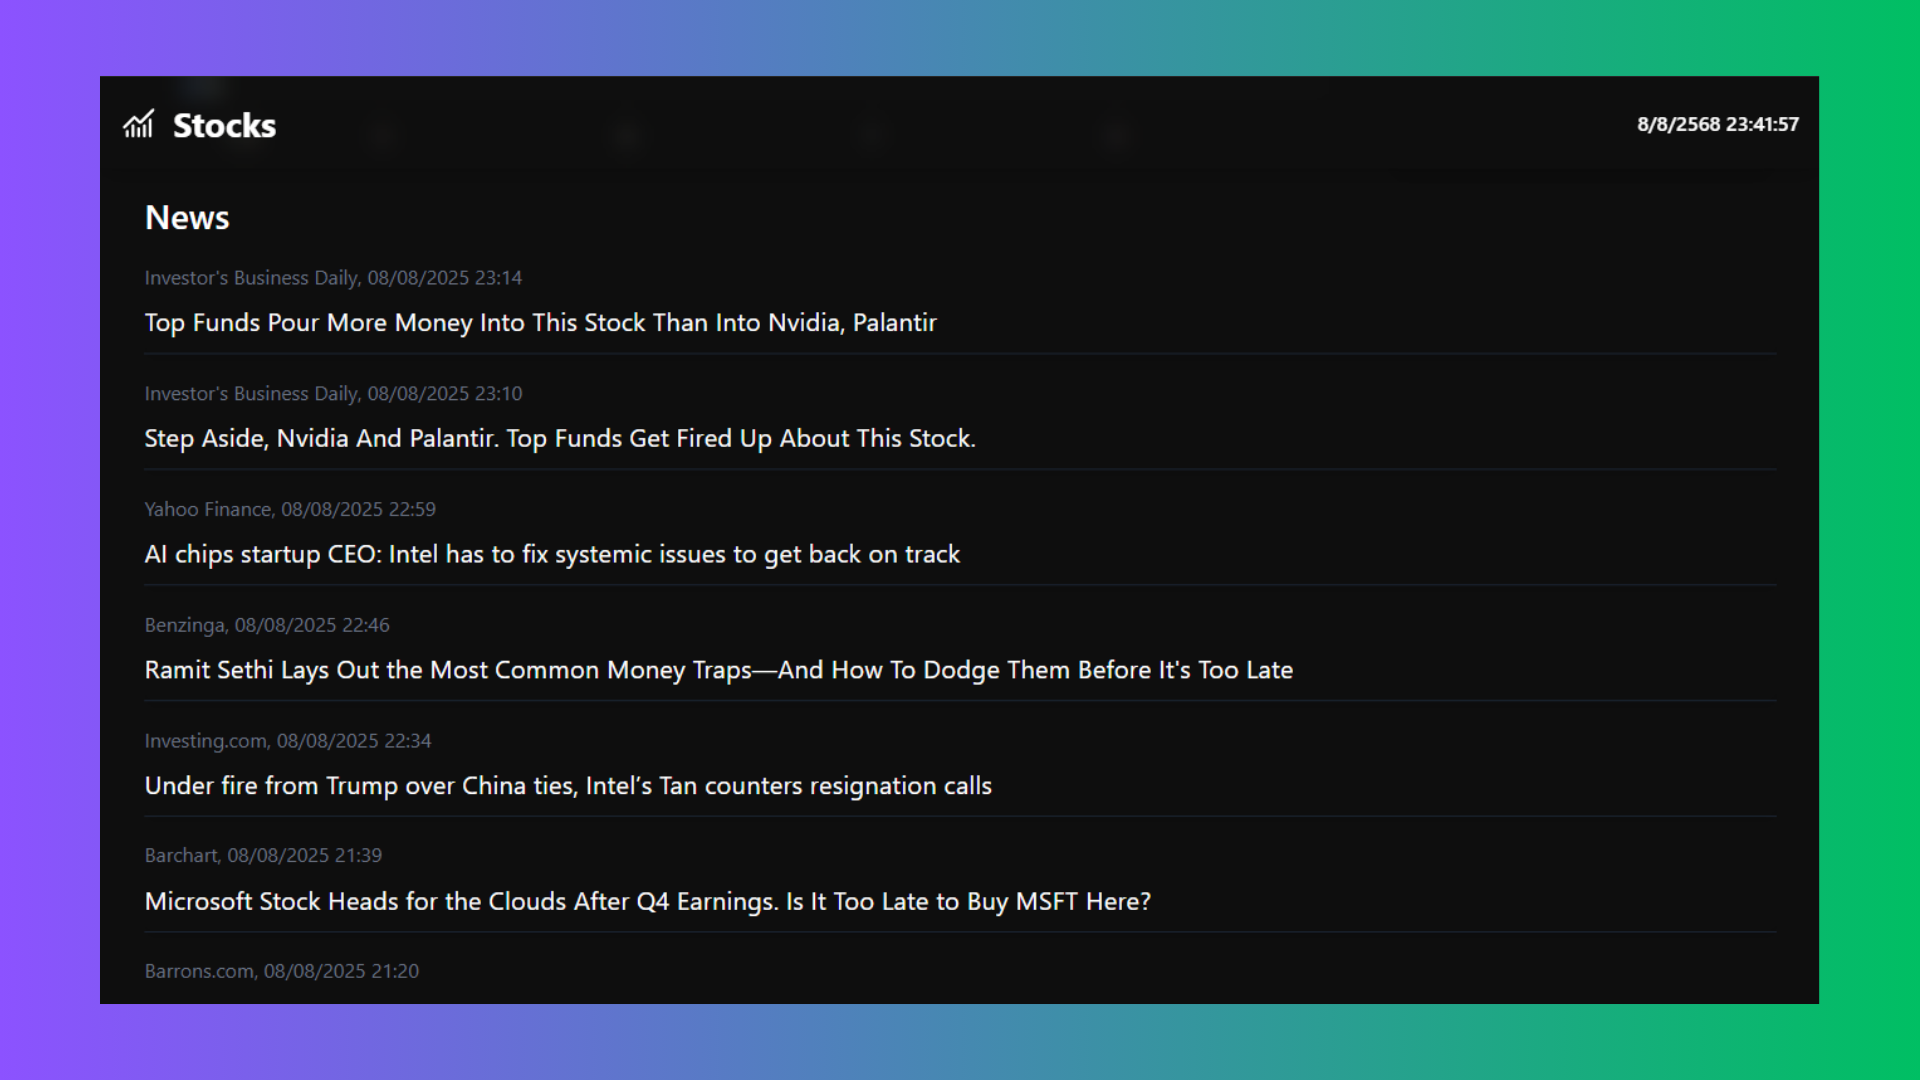 Stocks
8/8/2568 23:41:57
News
Investor's Business Daily, 08/08/2025 23:14
Top Funds Pour More Money Into This Stock Than Into Nvidia, Palantir
Investor's Business Daily, 08/08/2025 23:10
Step Aside, Nvidia And Palantir. Top Funds Get Fired Up About This Stock.
Yahoo Finance, 08/08/2025 22:59
AI chips startup CEO: Intel has to fix systemic issues to get back on track
Benzinga, 08/08/2025 22:46
Ramit Sethi Lays Out the Most Common Money Traps—And How To Dodge Them Before It's Too Late
Investing.com, 08/08/2025 22:34
Under fire from Trump over China ties, Intel’s Tan counters resignation calls
Barchart, 08/08/2025 21:39
Microsoft Stock Heads for the Clouds After Q4 Earnings. Is It Too Late to Buy MSFT Here?
Barrons.com, 08/08/2025 21:20